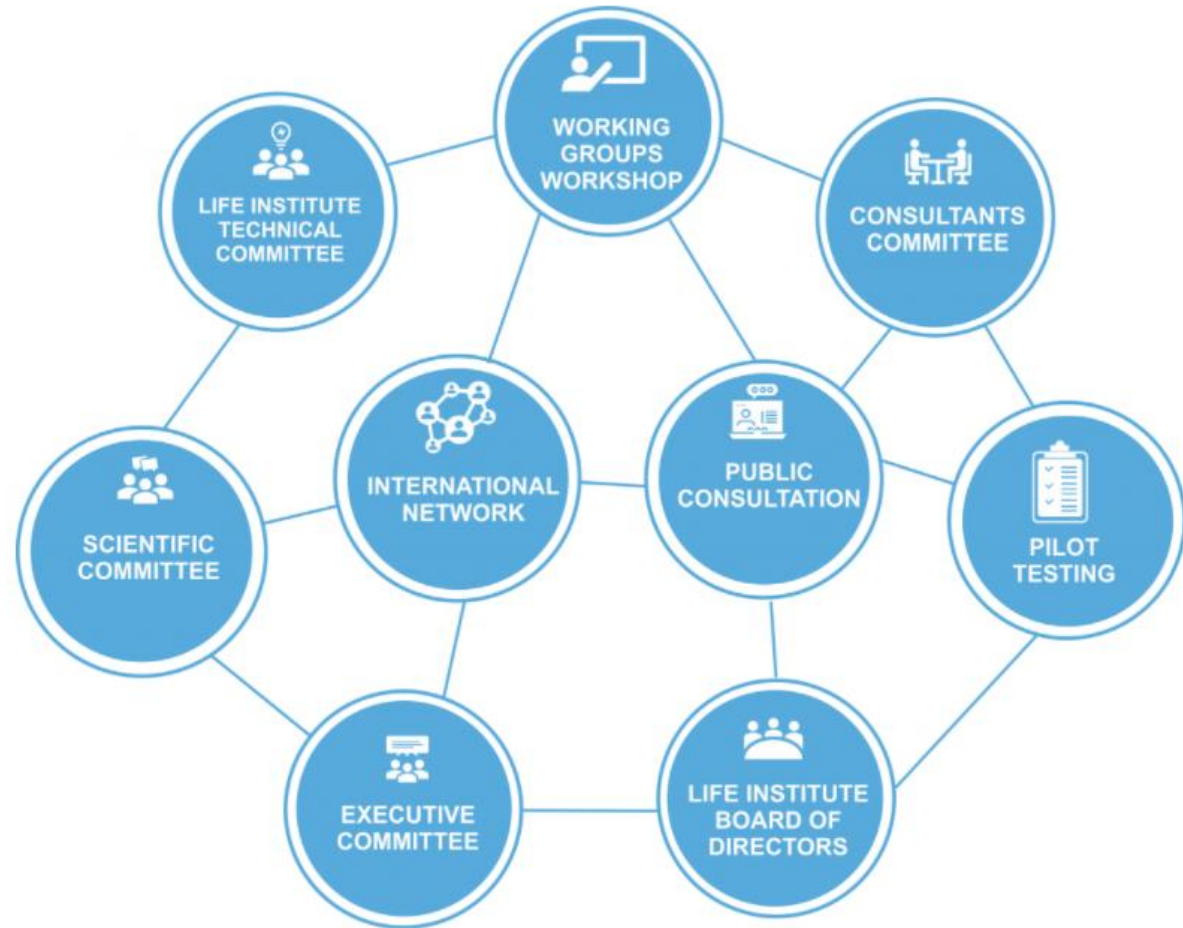 WORKING
GROUPS
WORKSHOP
LIFE INSTITUTE
TECHNICAL
COMMITTEE
CONSULTANTS
COMMITTEE
INTERNATIONAL
NETWORK
PUBLIC
CONSULTATION
SCIENTIFIC
COMMITTEE
PILOT
TESTING
EXECUTIVE
COMMITTEE
LIFE INSTITUTE
BOARD OF
DIRECTORS